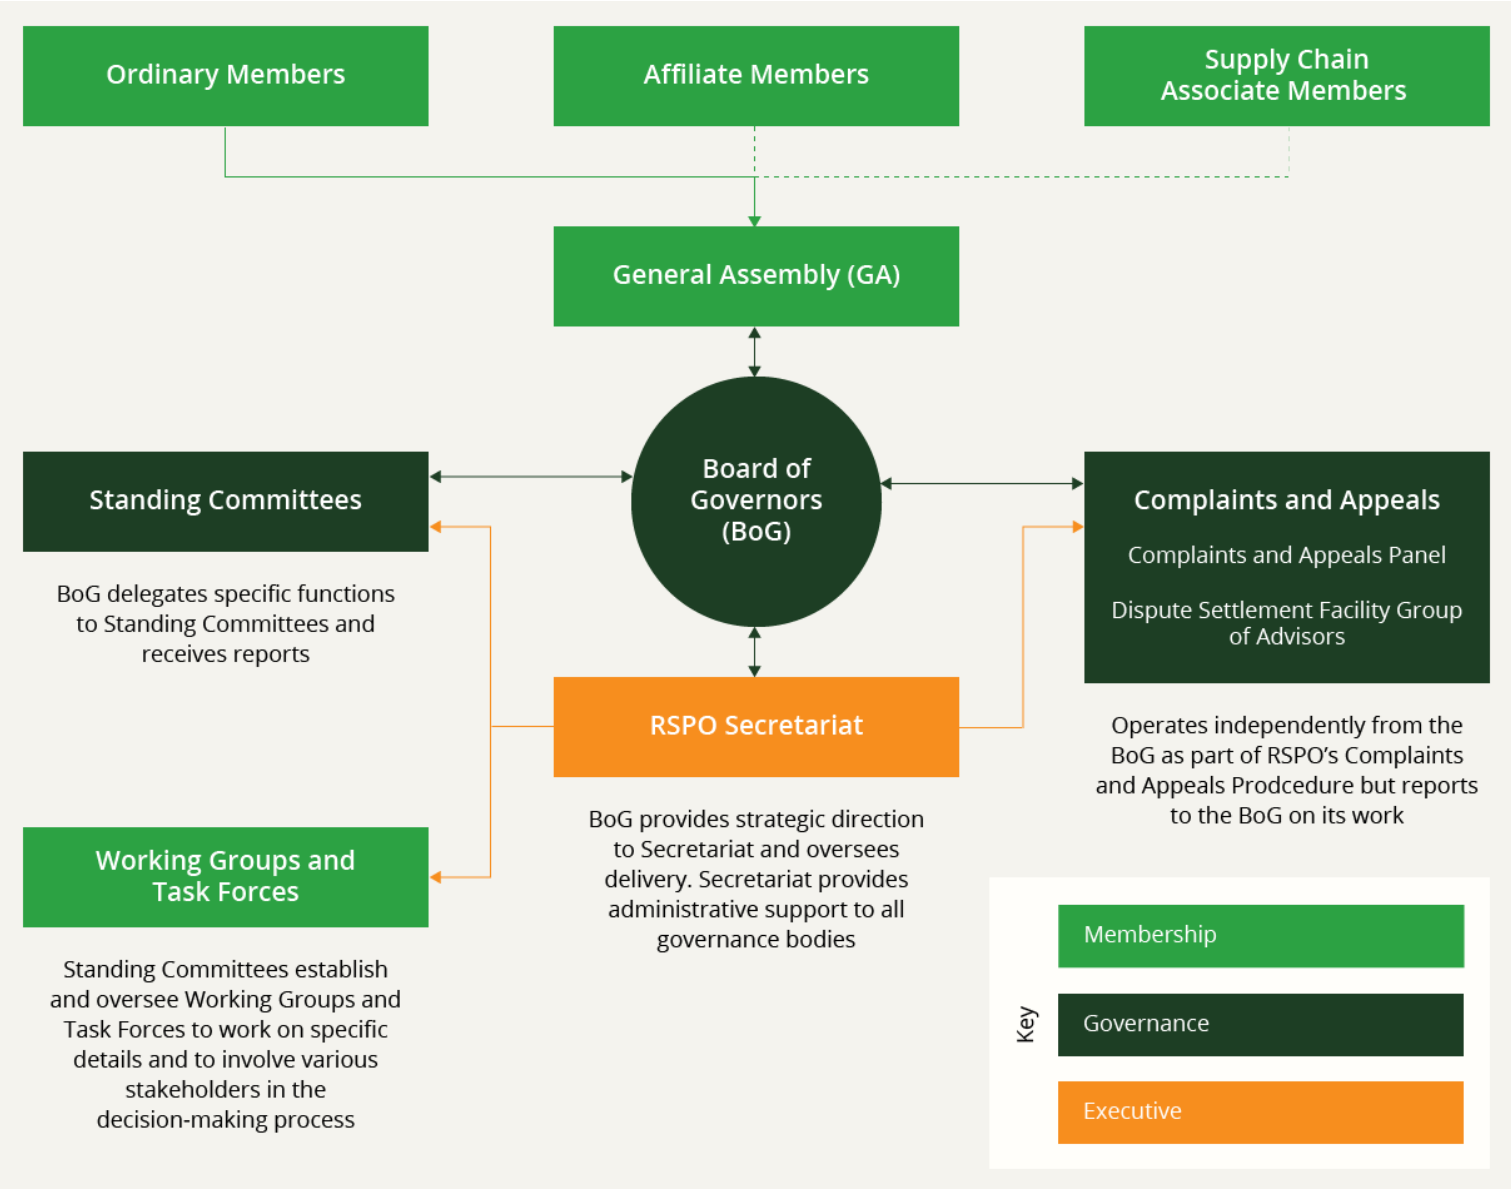 Ordinary Members
Affiliate Members
Supply Chain
Associate Members
General Assembly (GA)
Board of
Governors
(BoG)
Standing Committees
BoG delegates specific functions
to Standing Committees and
receives reports
Complaints and Appeals
Complaints and Appeals Panel
Dispute Settlement Facility Group
of Advisors
Operates independently from the
BoG as part of RSPO’s Complaints
and Appeals Prodcedure but reports
to the BoG on its work
RSPO Secretariat
BoG provides strategic direction
to Secretariat and oversees
delivery. Secretariat provides
administrative support to all
governance bodies
Working Groups and
Task Forces
Standing Committees establish
and oversee Working Groups and
Task Forces to work on specific
details and to involve various
stakeholders in the
decision-making process
Key
Membership
Governance
Executive